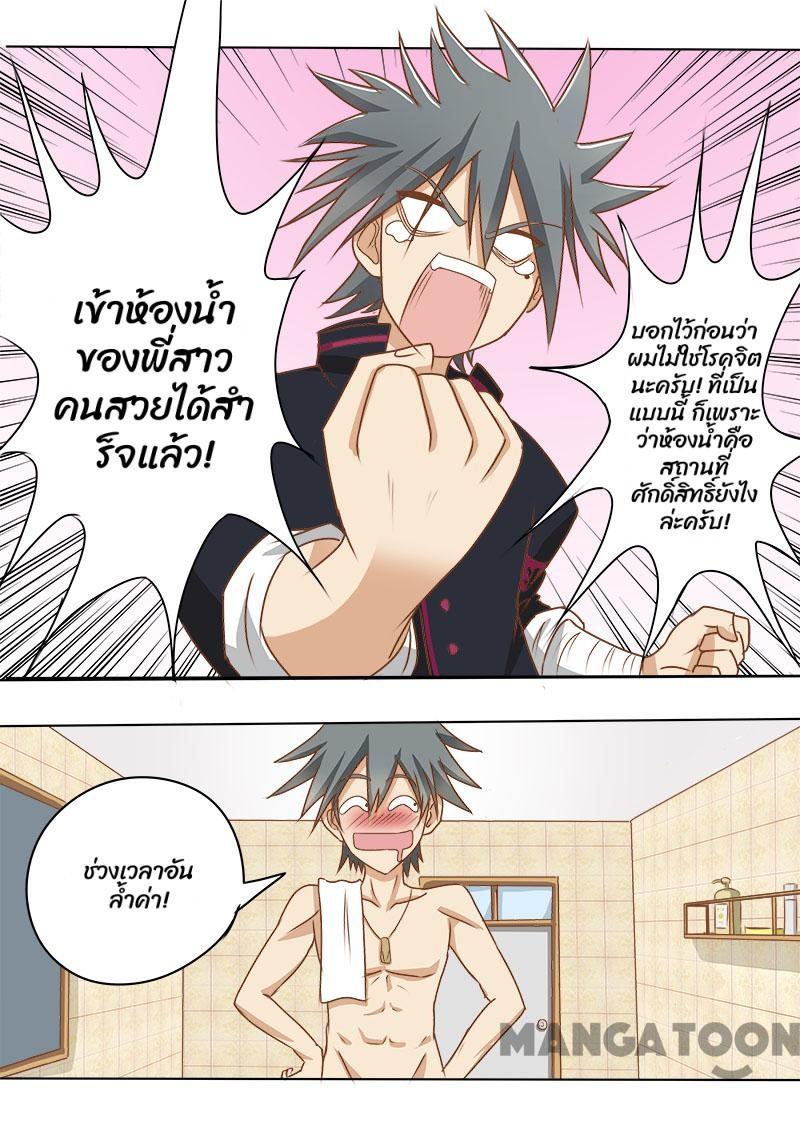 เข้าห้องน้ำ
ของพี่สาว
คนสวยได้สำ
ร็จแล้ว!
บอกไว้ก่อนว่า
ผมไม่ใช่โรคจิต
นะครับ! ที่เป็น
แบบนี้ ก็เพราะ
ว่าห้องน้ำคือ
สถานที่
ศักดิ์สิทธิ์ยังไง
ล่ะครับ!
ช่วงเวลาอัน
ล้ำค่า!
MANGATOON